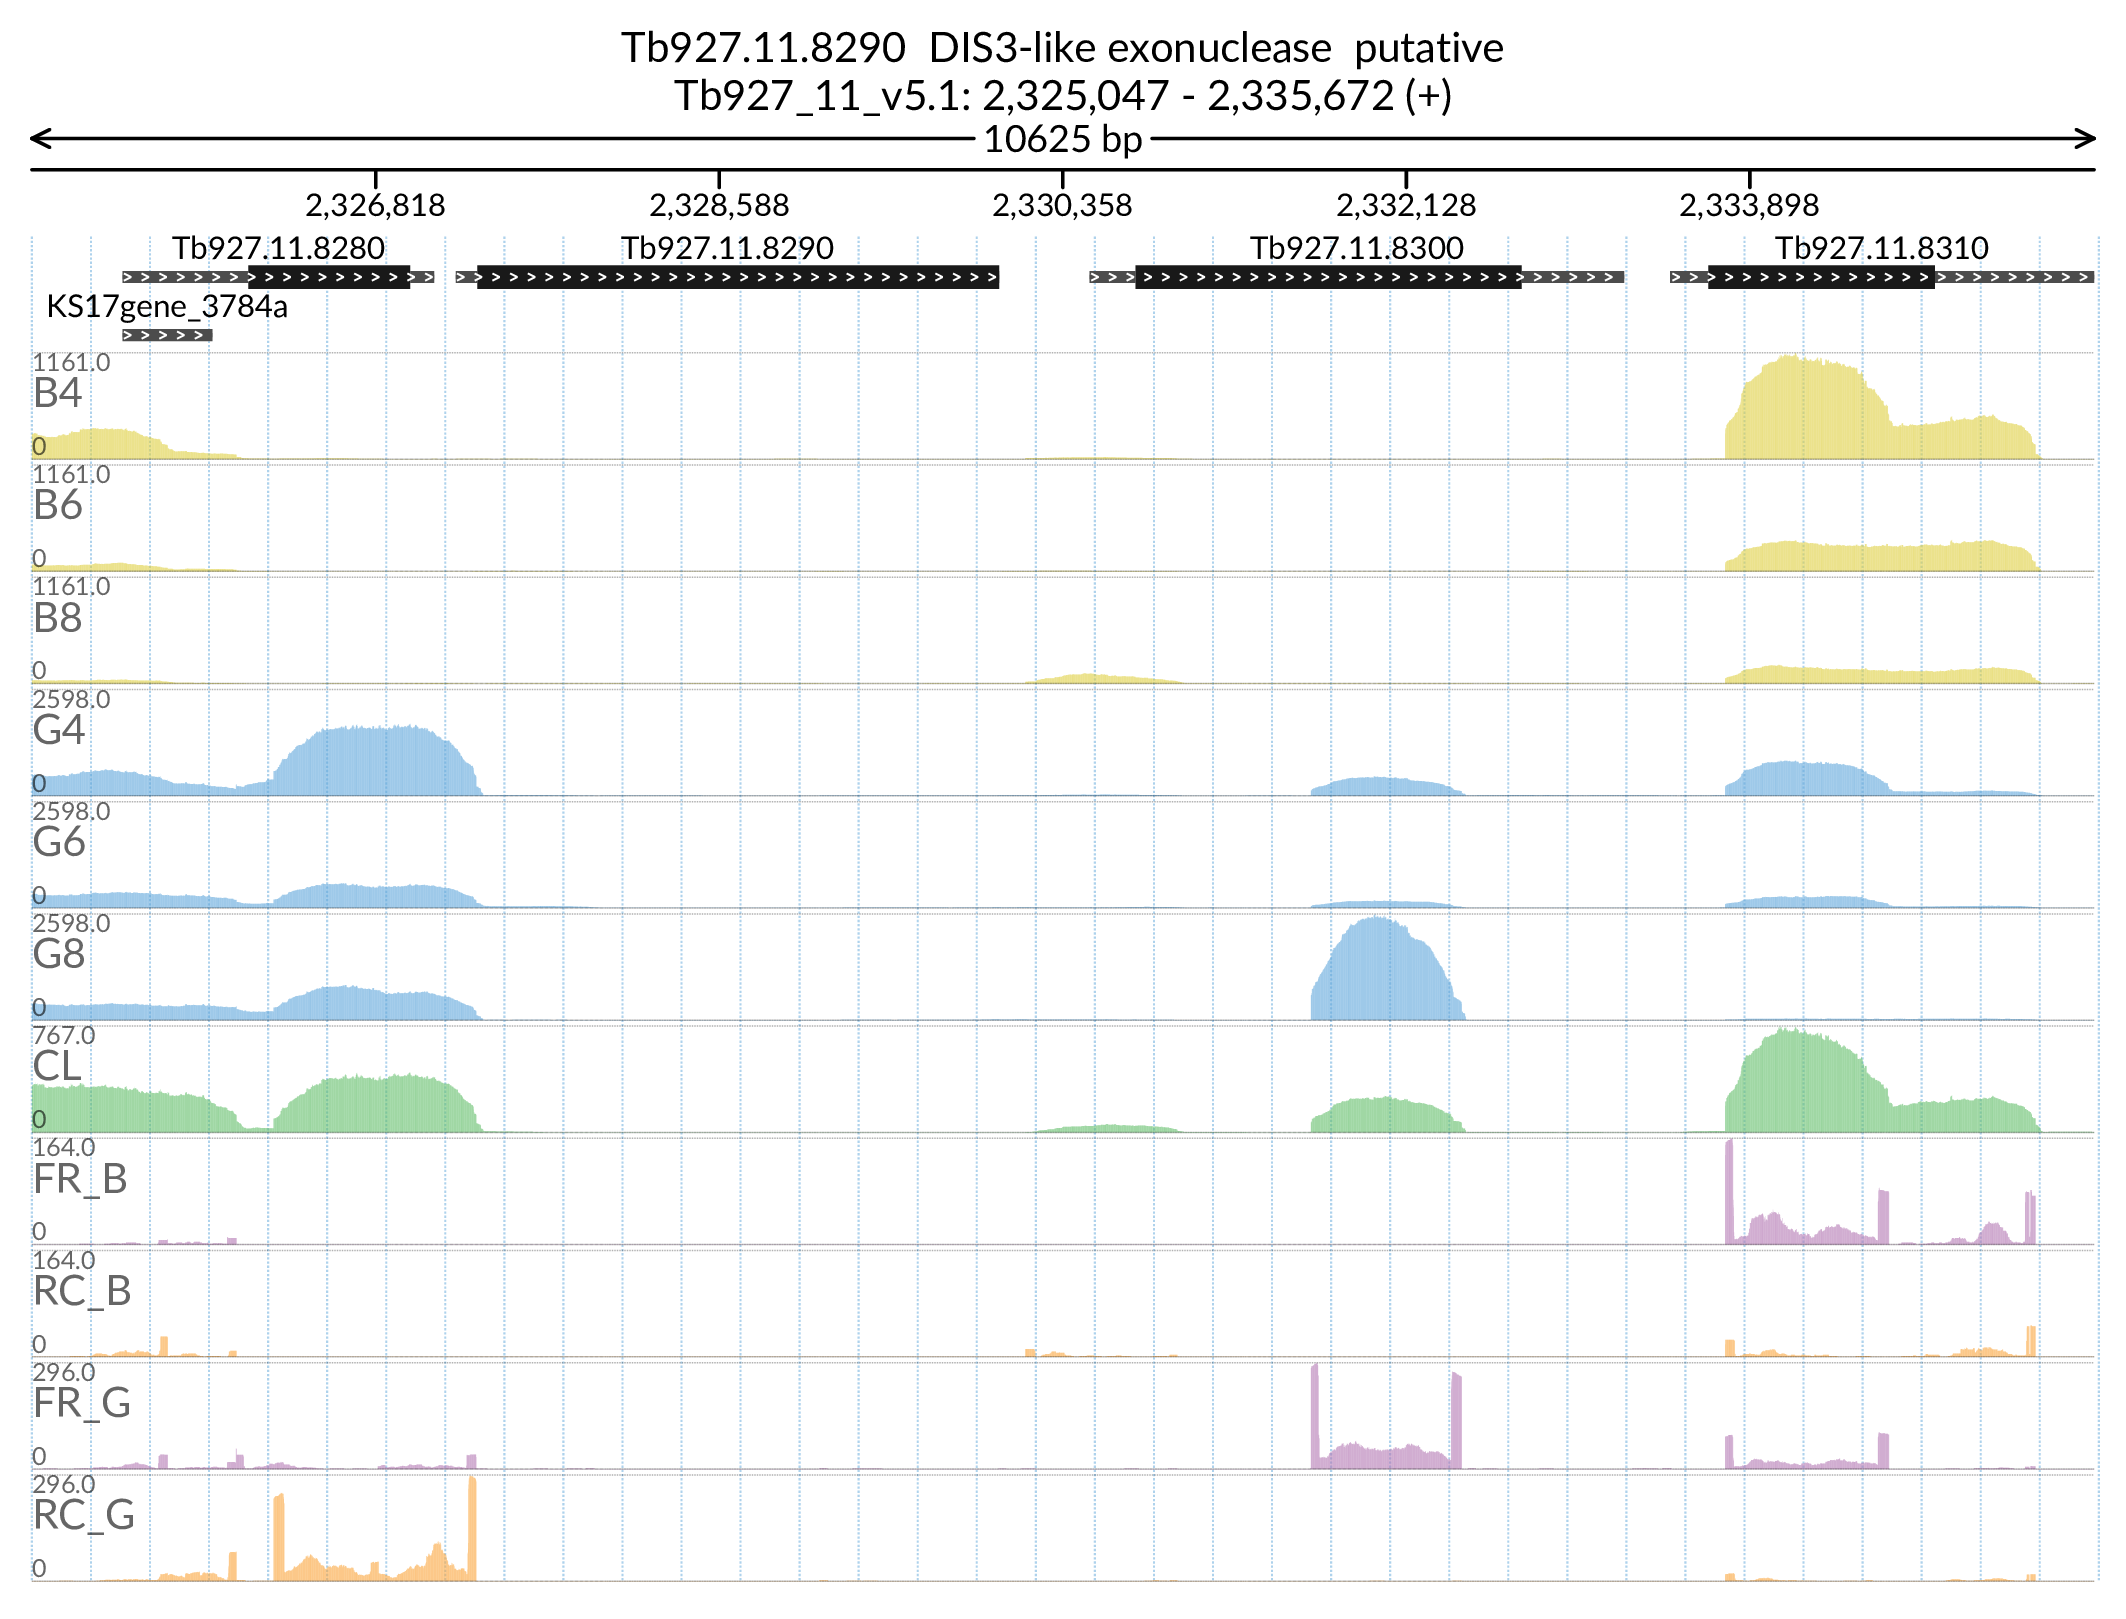 Tb927.11.8290 DIS3-like exonuclease putative
Tb927_11_v5.1: 2,325,047 - 2,335,672 (+)
10625 bp
2,326,818 2,328,588 2,330,358 2,332,128 2,333,898
Tb927.11.8280 Tb927.11.8290 Tb927.11.8300 Tb927.11.8310
KS17gene_3784a
1161.0
B4
0
1161.0
B6
0
1161.0
B8
0
2598.0
G4
0
2598.0
G6
0
2598.0
G8
0
767.0
CL
0
164.0
FR_B
0
164.0
RC_B
0
296.0
FR_G
0
296.0
RC_G
0